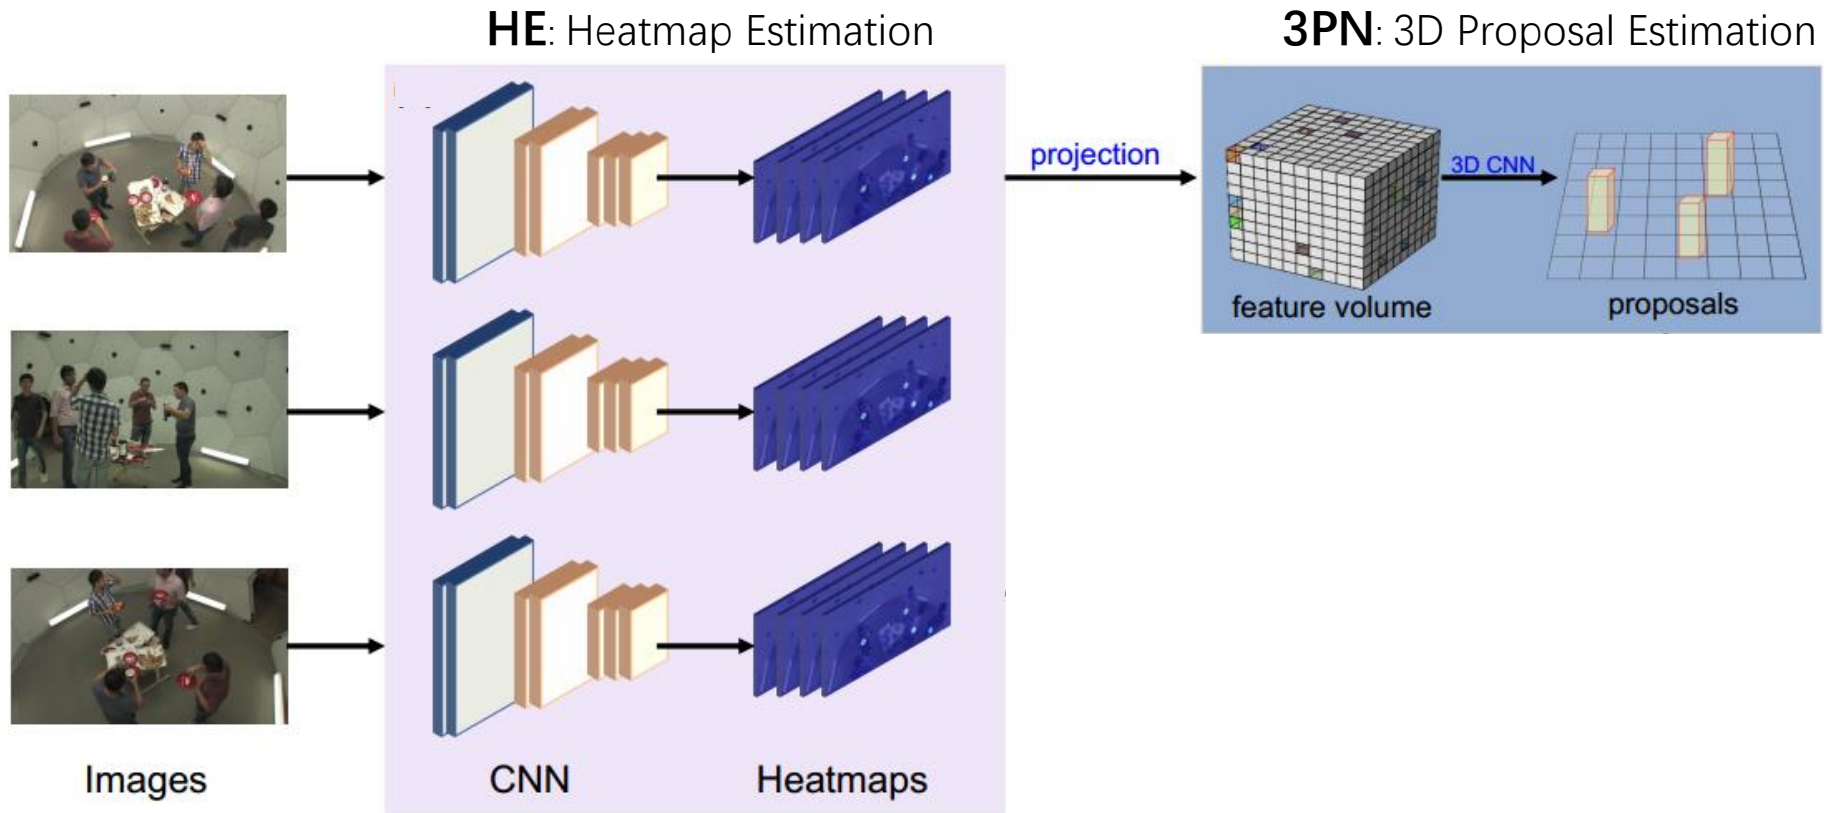 HE: Heatmap Estimation
3PN: 3D Proposal Estimation
projection
3D CNN
feature volume
proposals
Images
CNN
Heatmaps